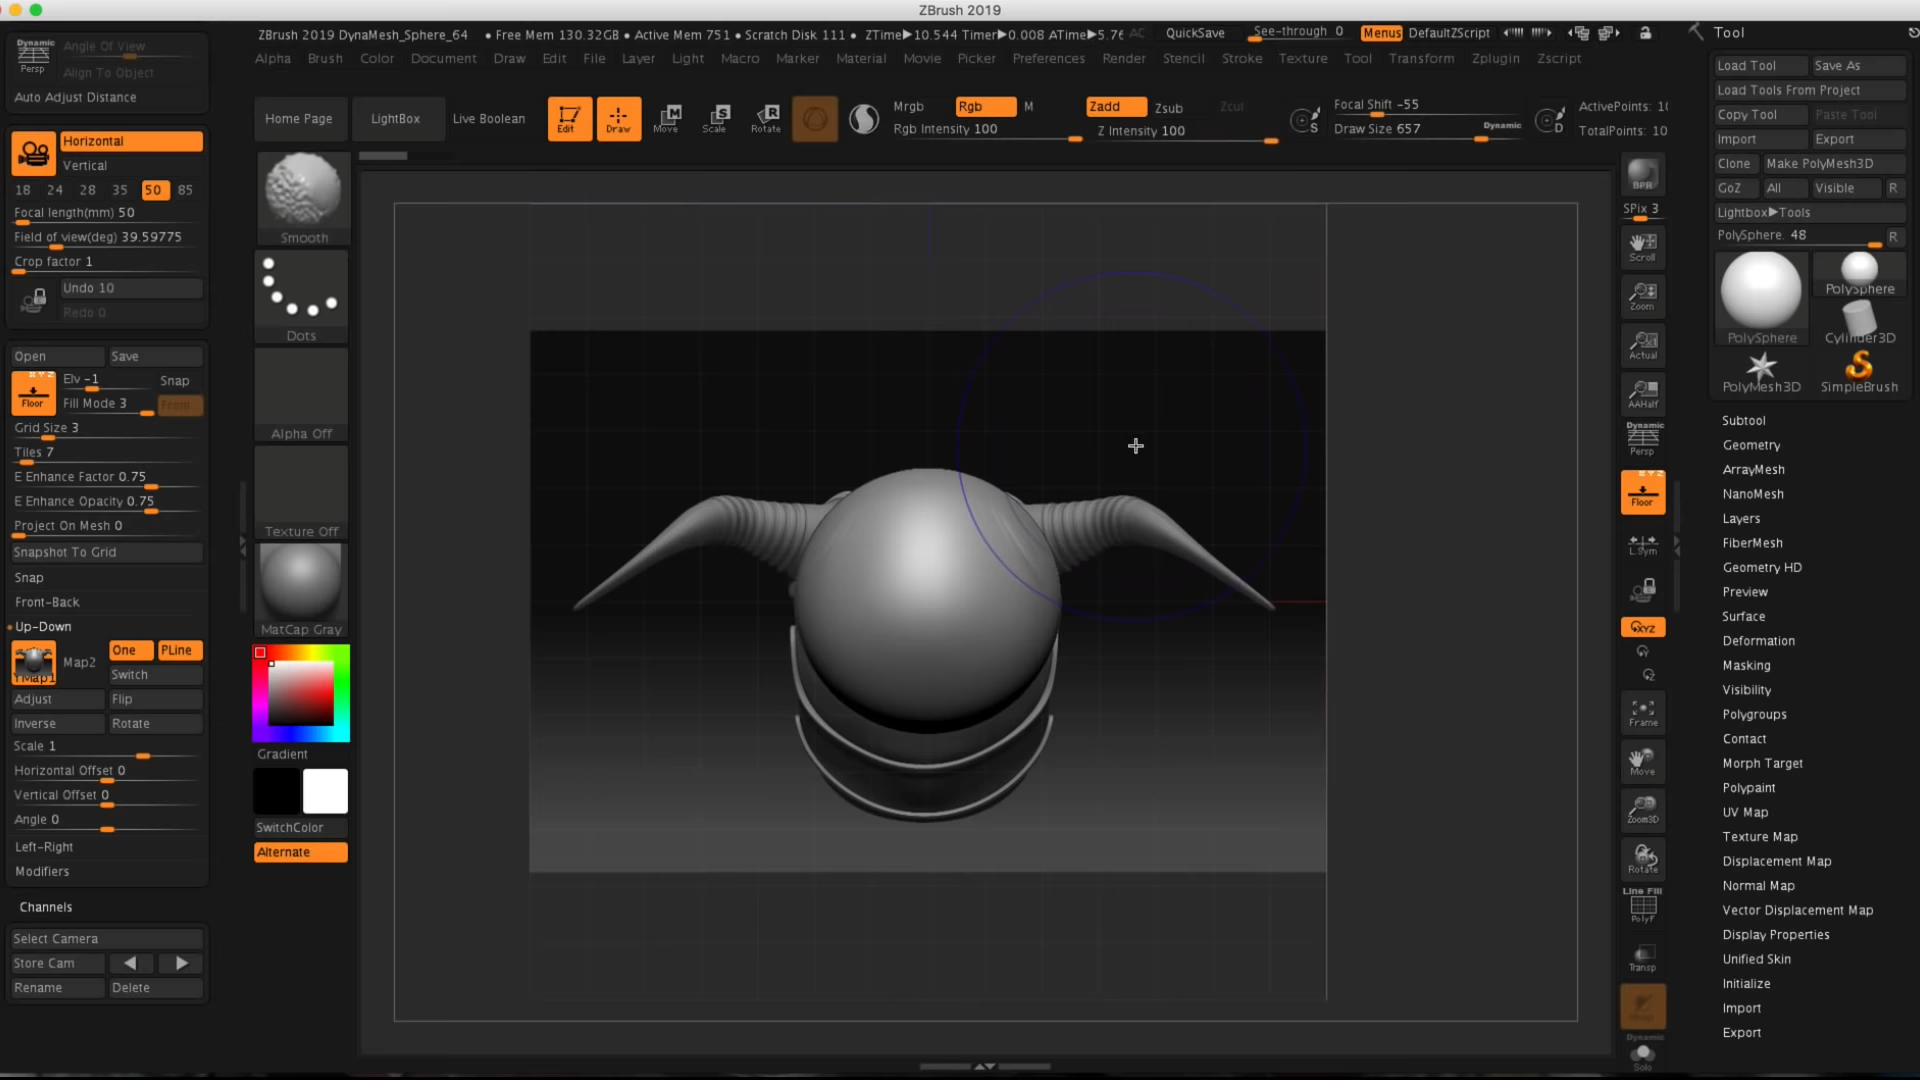 ZBrush 2019
ZBrush 2019 DynaMesh_Sphere_64 • Free Mem 130.32GB • Active Mem 751 • Scratch Disk 111 • ZTime▶10.544 Timer▶0.008 ATime▶5.76 AC QuickSave See-through 0 Menus DefaultZScript
Alpha Brush Color Document Draw Edit File Layer Light Macro Marker Material Movie Picker Preferences Render Stencil Stroke Texture Tool Transform Zplugin Zscript
Home Page LightBox Live Boolean Edit Draw Move Scale Rotate
Mrgb Rgb M Zadd Zsub Zcut Focal Shift -55 ActivePoints: 10
Rgb Intensity 100 Z Intensity 100 Draw Size 657 Dynamic TotalPoints: 10
S D
Dynamic Angle Of View
Persp Align To Object
Auto Adjust Distance
Horizontal
Vertical
18 24 28 35 50 85
Focal length(mm) 50
Field of view(deg) 39.59775
Crop factor 1
Undo 10
Redo 0
Open Save
Elv -1 Snap
Floor Fill Mode 3
Grid Size 3
Tiles 7
E Enhance Factor 0.75
E Enhance Opacity 0.75
Project On Mesh 0
Snapshot To Grid
Snap
Front-Back
Up-Down
Map2 One PLine
Switch
Adjust Flip
Inverse Rotate
Scale 1
Horizontal Offset 0
Vertical Offset 0
Angle 0
Left-Right
Modifiers
Channels
Select Camera
Store Cam
Rename Delete
Smooth
Dots
Alpha Off
Texture Off
MatCap Gray
Gradient
SwitchColor
Alternate
BPR
SPix 3
Scroll
Zoom
Actual
AAHalf
Dynamic
Persp
Floor
L.Sym
XYZ
Frame
Move
Zoom3D
Rotate
Line Fill
PolyF
Transp
Dynamic
Solo
Tool
Load Tool Save As
Load Tools From Project
Copy Tool Paste Tool
Import Export
Clone Make PolyMesh3D
GoZ All Visible R
Lightbox▶Tools
PolySphere. 48 R
PolySphere
PolySphere Cylinder3D
PolyMesh3D SimpleBrush
Subtool
Geometry
ArrayMesh
NanoMesh
Layers
FiberMesh
Geometry HD
Preview
Surface
Deformation
Masking
Visibility
Polygroups
Contact
Morph Target
Polypaint
UV Map
Texture Map
Displacement Map
Normal Map
Vector Displacement Map
Display Properties
Unified Skin
Initialize
Import
Export